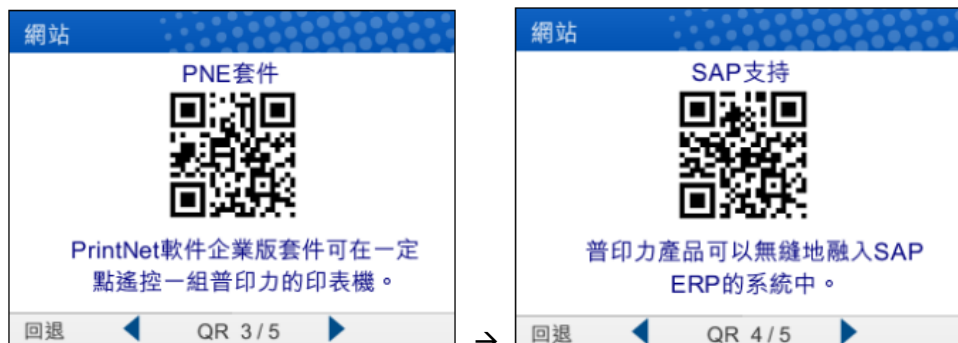 網站
PNE套件
PrintNet軟件企業版套件可在一定
點遙控一組普印力的印表機。
回退 QR 3/5
→
網站
SAP支持
普印力產品可以無縫地融入SAP
ERP的系統中。
回退 QR 4/5